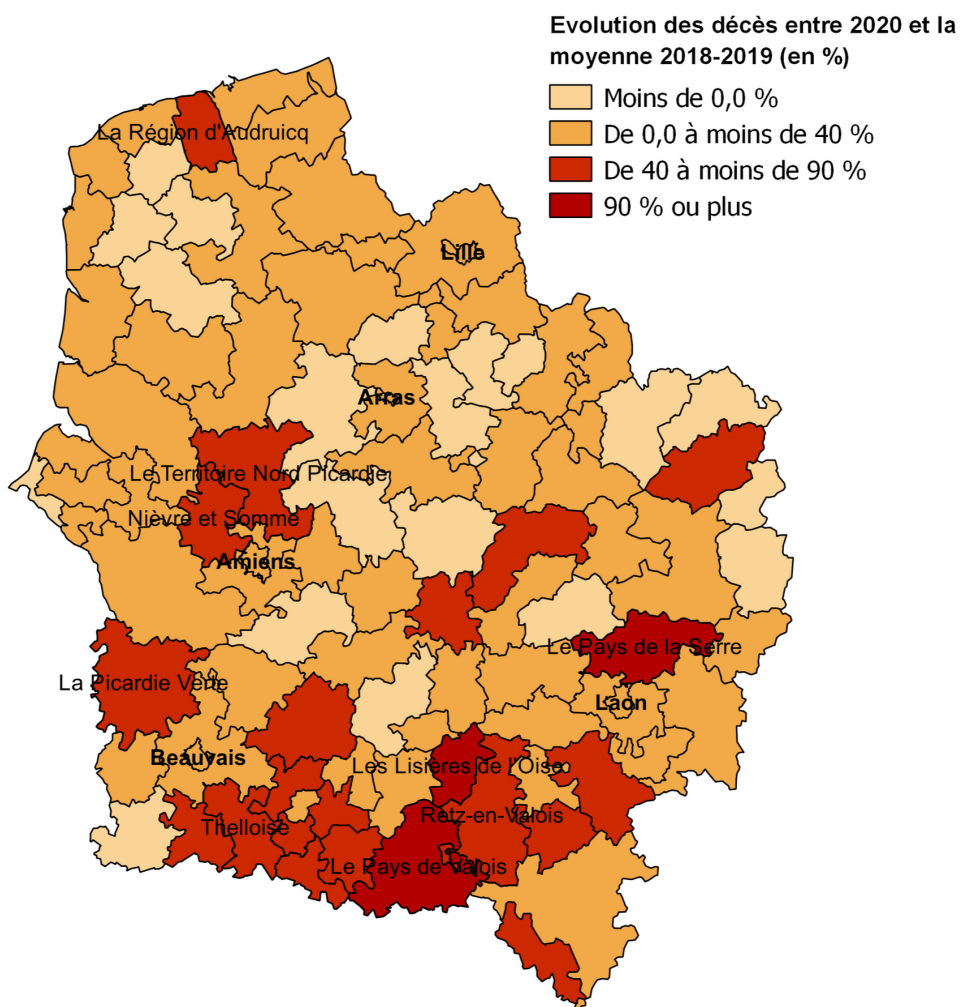 Evolution des décès entre 2020 et la
moyenne 2018-2019 (en %)
Moins de 0,0 %
De 0,0 à moins de 40 %
De 40 à moins de 90 %
90 % ou plus
La Région d'Audruicq
Lille
Arras
Le Territoire Nord Picardie
Nièvre et Somme
Amiens
Le Pays de la Serre
La Picardie Verte
Laon
Beauvais
Les Lisières de l'Oise
Retz-en-Valois
Thelloise
Le Pays de Valois